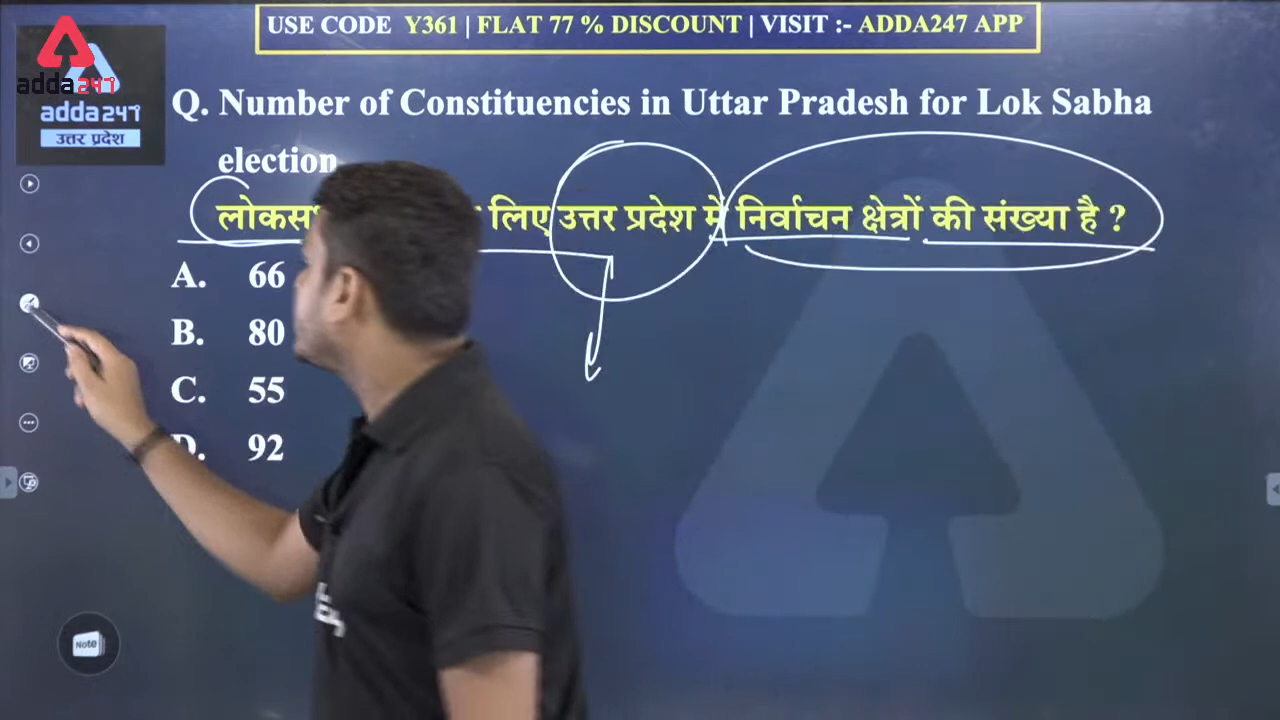 USE CODE Y361 | FLAT 77 % DISCOUNT | VISIT :- ADDA247 APP
adda247
adda247
उत्तर प्रदेश
Q. Number of Constituencies in Uttar Pradesh for Lok Sabha
election
लिए उत्तर प्रदेश में निर्वाचन क्षेत्रों की संख्या है ?
A. 66
B. 80
C. 55
D. 92
Note